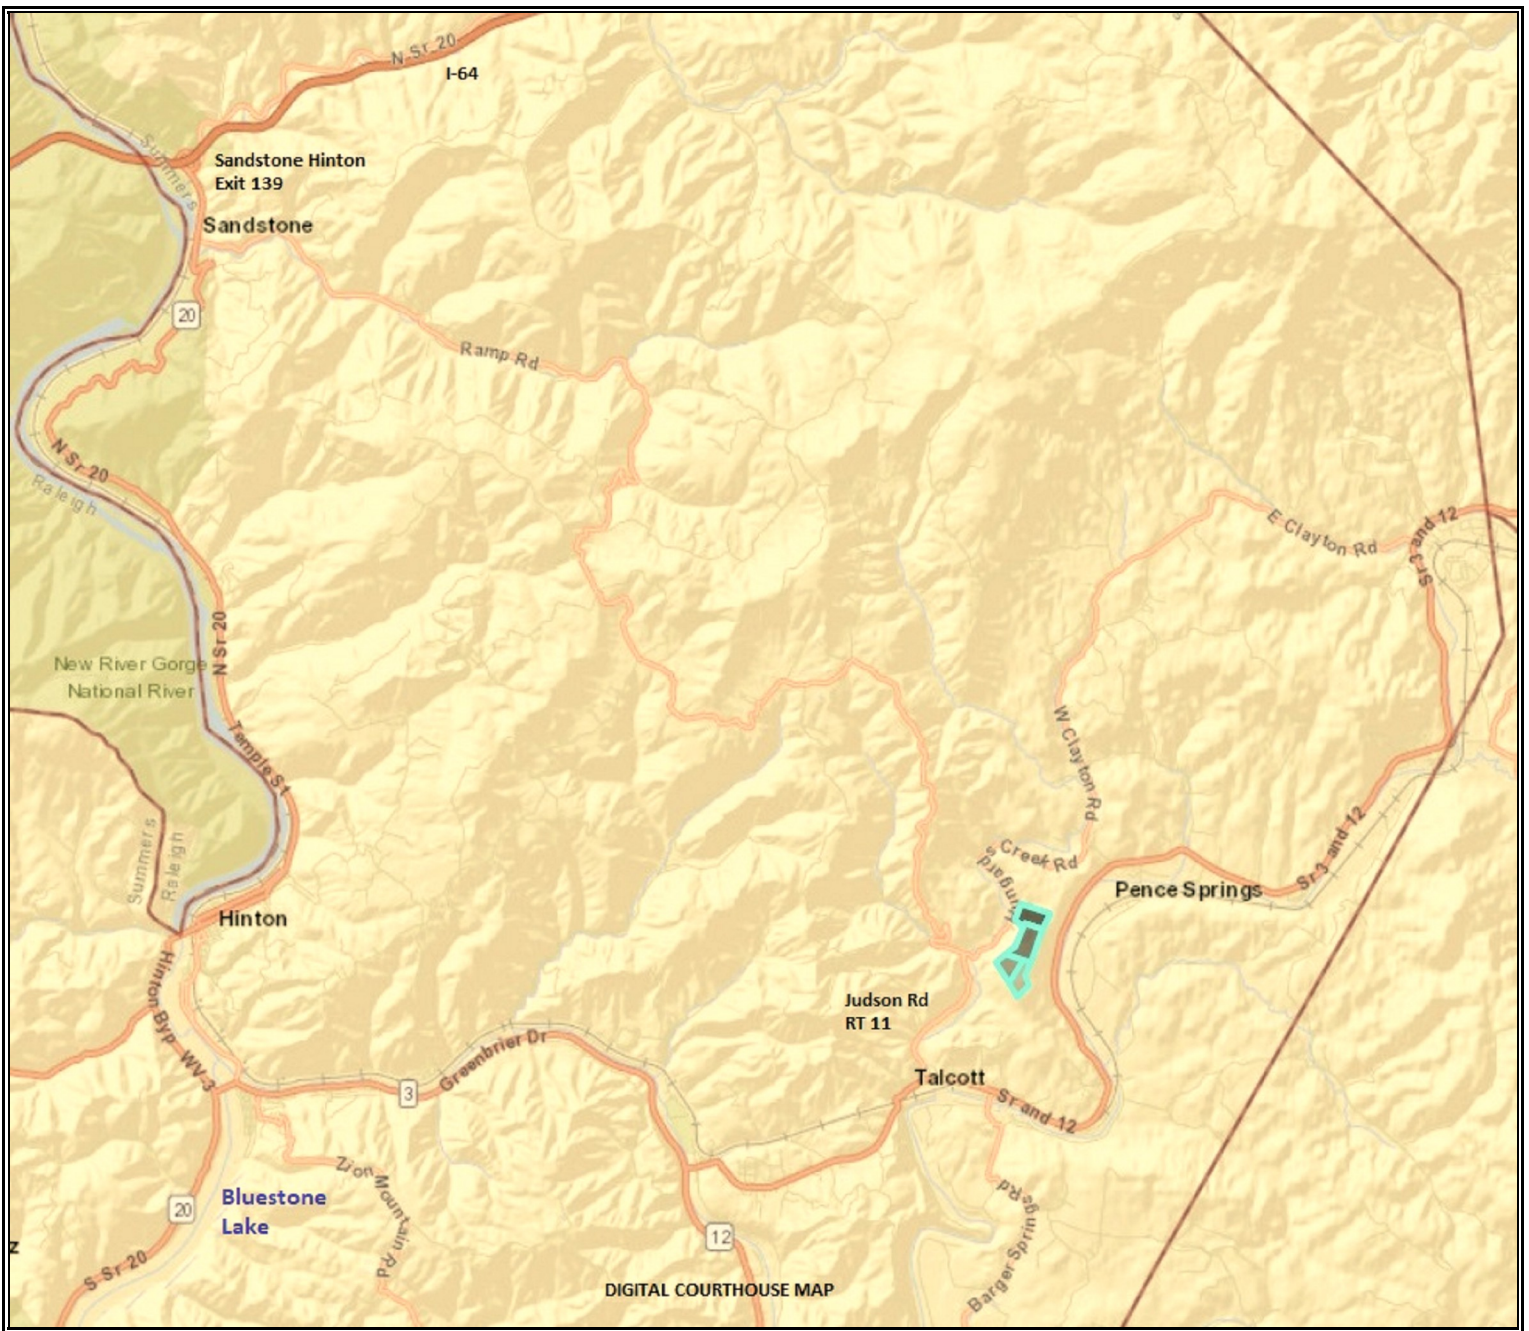 N Sr 20
I-64
Summers
Sandstone Hinton
Exit 139
Sandstone
20
Ramp Rd
N Sr 20
Raleigh
E Clayton Rd
Sr 3 and 12
N Sr 20
New River Gorge
National River
Temple St
W Clayton Rd
Summers
Raleigh
Creek Rd
Sr 3 and 12
Pence Springs
Hinton
Hinton Byp
WV-3
Judson Rd
RT 11
Greenbrier Dr
Talcott
3
Sr and 12
Zion Mountain Rd
Bluestone
Lake
20
Barger Springs Rd
12
z
S Sr 20
DIGITAL COURTHOUSE MAP